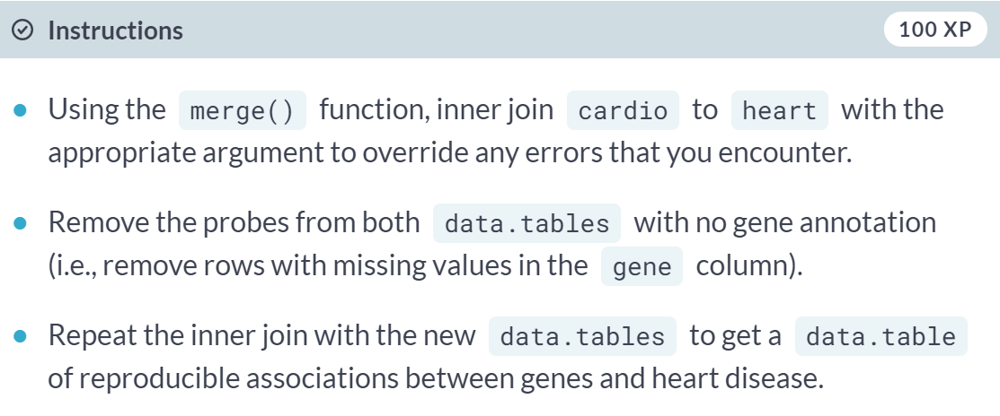 Instructions 100 XP
Using the merge() function, inner join cardio to heart with the
appropriate argument to override any errors that you encounter.
Remove the probes from both data.tables with no gene annotation
(i.e., remove rows with missing values in the gene column).
Repeat the inner join with the new data.tables to get a data.table
of reproducible associations between genes and heart disease.